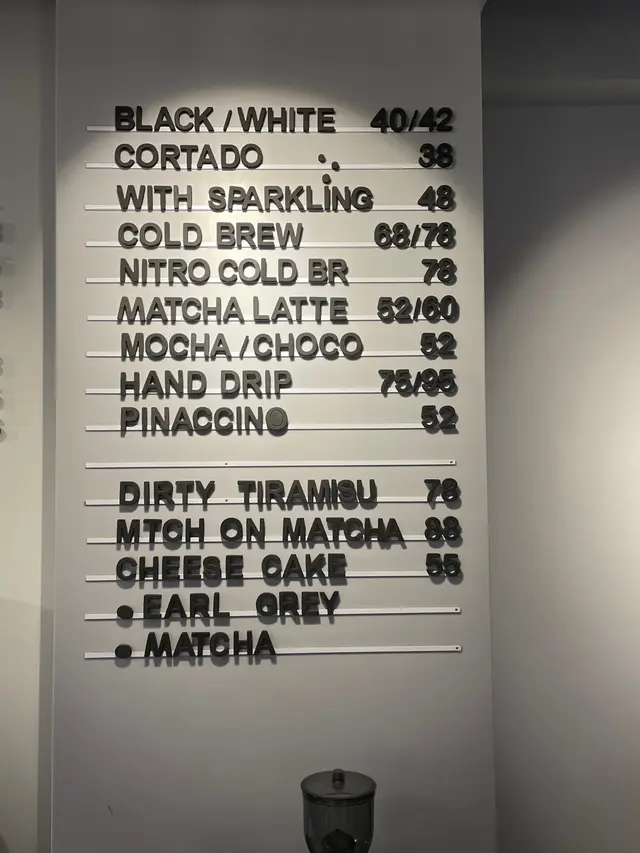 BLACK / WHITE 40/42
CORTADO 38
WITH SPARKLING 48
COLD BREW 68/78
NITRO COLD BR 78
MATCHA LATTE 52/60
MOCHA / CHOCO 52
HAND DRIP 75/95
PINACCINO 52
DIRTY TIRAMISU 78
MTCH ON MATCHA 88
CHEESE CAKE 55
• EARL GREY
• MATCHA